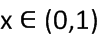 x ∈ (0,1)